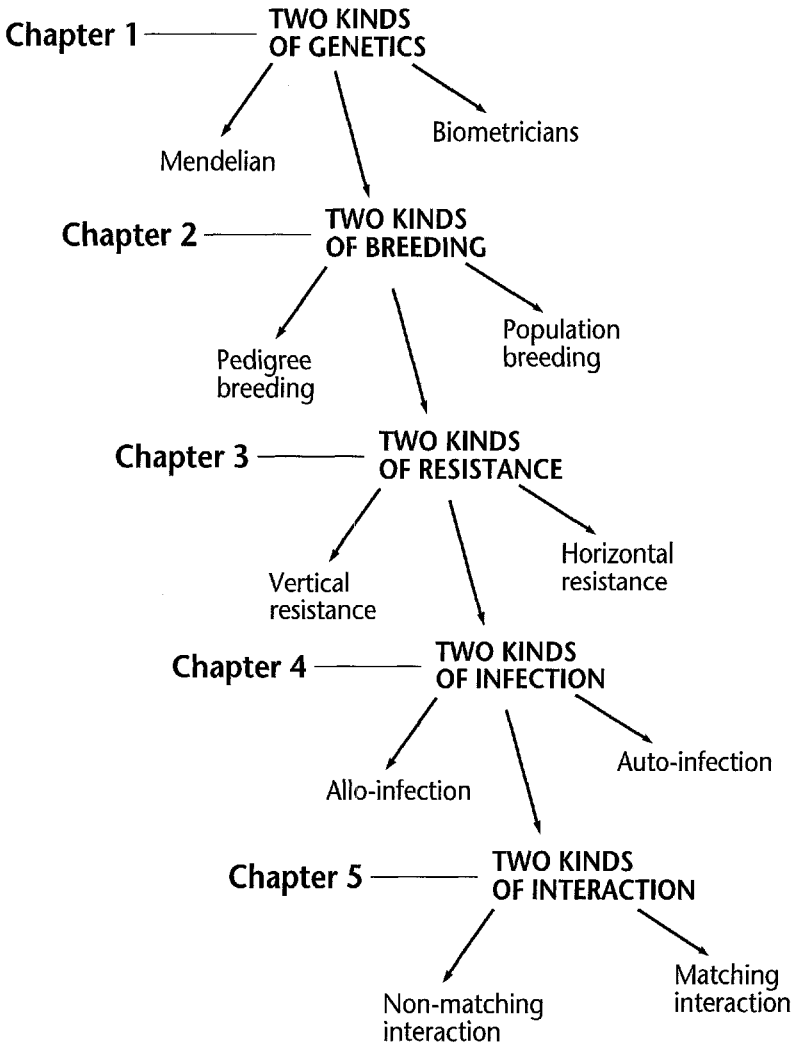 Chapter 1
TWO KINDS
OF GENETICS
Mendelian
Biometricians
Chapter 2
TWO KINDS
OF BREEDING
Pedigree
breeding
Population
breeding
Chapter 3
TWO KINDS
OF RESISTANCE
Vertical
resistance
Horizontal
resistance
Chapter 4
TWO KINDS
OF INFECTION
Allo-infection
Auto-infection
Chapter 5
TWO KINDS
OF INTERACTION
Non-matching
interaction
Matching
interaction